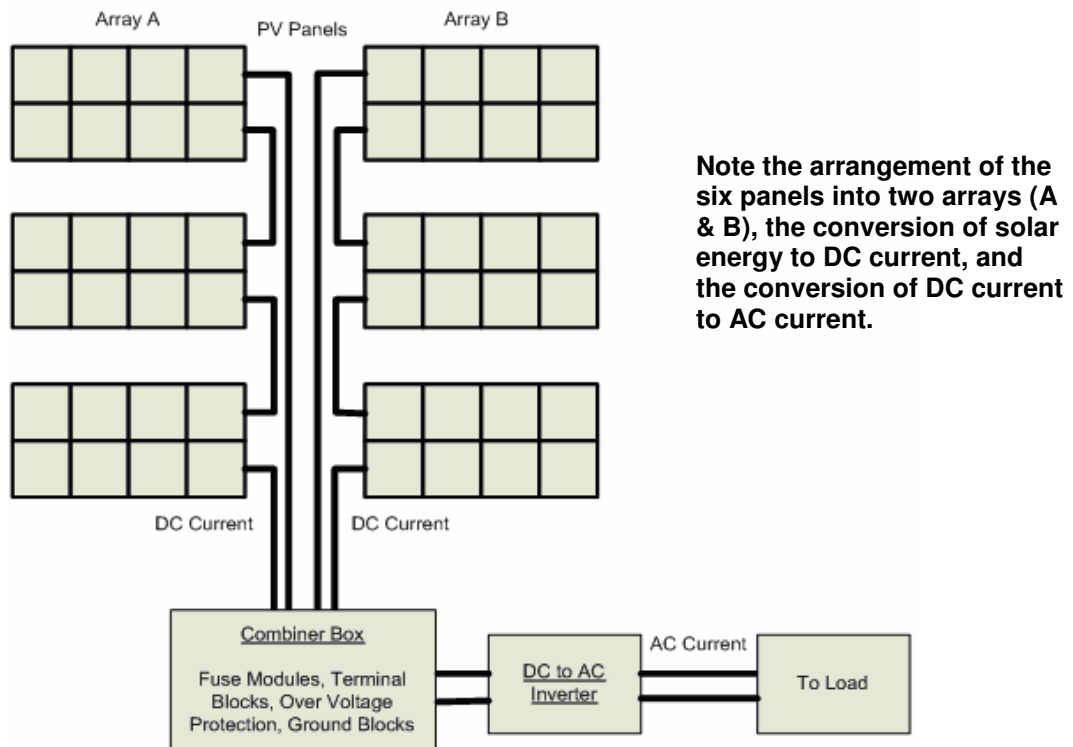 Array A
PV Panels
Array B
Note the arrangement of the
six panels into two arrays (A
& B), the conversion of solar
energy to DC current, and
the conversion of DC current
to AC current.
DC Current
DC Current
Combiner Box
Fuse Modules, Terminal
Blocks, Over Voltage
Protection, Ground Blocks
DC to AC
Inverter
AC Current
To Load